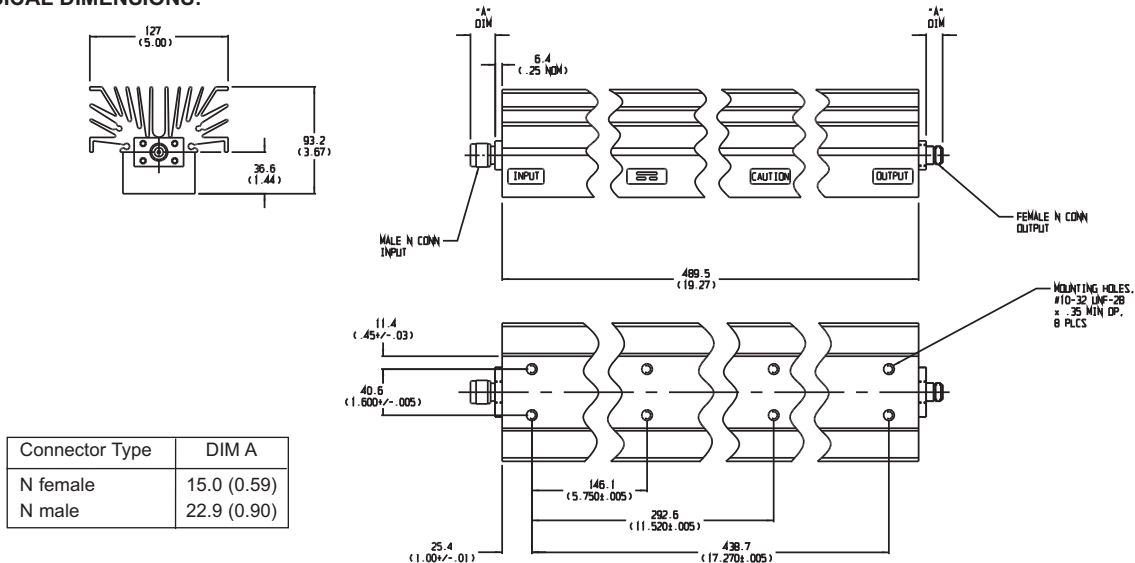 SICAL DIMENSIONS:
127
(5.00)
93.2
(3.67)
36.6
(1.44)
"A"
DIM
6.4
(.25 NOM)
"A"
DIM
INPUT
CAUTION
OUTPUT
MALE N CONN
INPUT
FEMALE N CONN
OUTPUT
489.5
(19.27)
MOUNTING HOLES,
#10-32 UNF-2B
x .35 MIN DP,
8 PLCS
11.4
(.45+/-.03)
40.6
(1.600+/-.005)
146.1
(5.750±.005)
292.6
(11.520±.005)
25.4
(1.00+/-.01)
438.7
(17.270±.005)
Connector Type DIM A
N female 15.0 (0.59)
N male 22.9 (0.90)